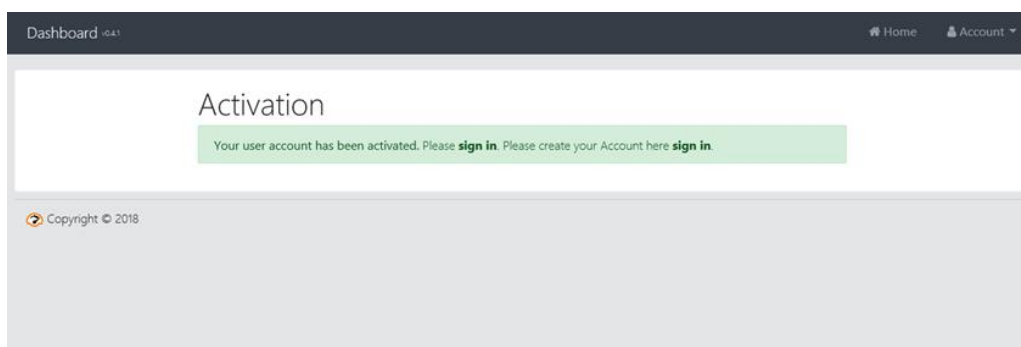 Dashboard v0.4.1
Home
Account
Activation
Your user account has been activated. Please sign in. Please create your Account here sign in.
Copyright © 2018